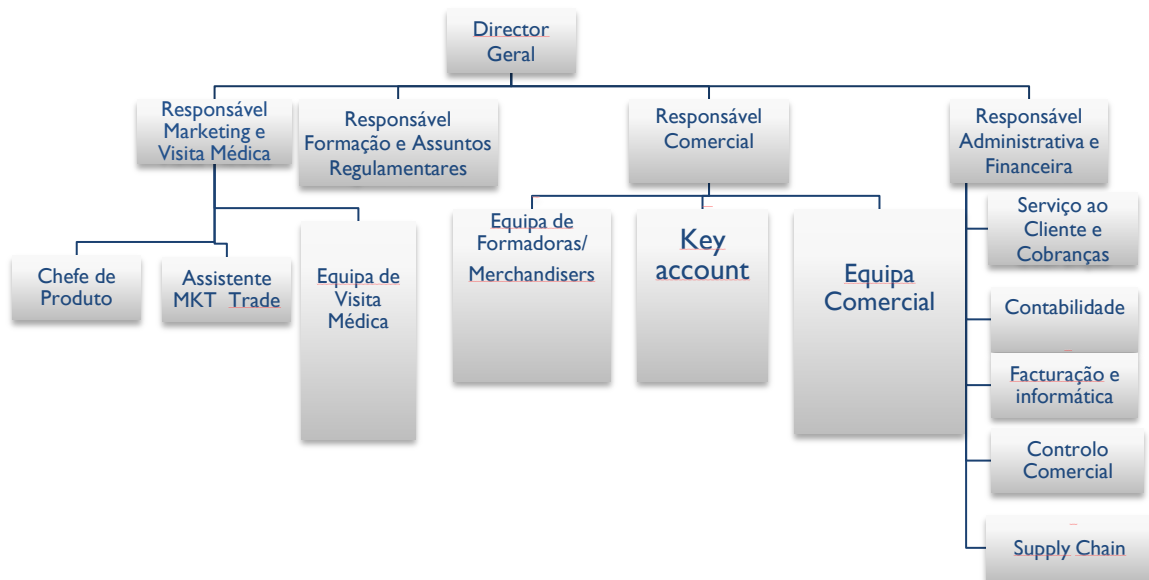 Director
Geral
Responsável
Marketing e
Visita Médica
Responsável
Formação e Assuntos
Regulamentares
Responsável
Comercial
Responsável
Administrativa e
Financeira
Chefe de
Produto
Assistente
MKT Trade
Equipa de
Visita
Médica
Equipa de
Formadoras/
Merchandisers
Key
account
Equipa
Comercial
Serviço ao
Cliente e
Cobranças
Contabilidade
Facturação e
informática
Controlo
Comercial
Supply Chain